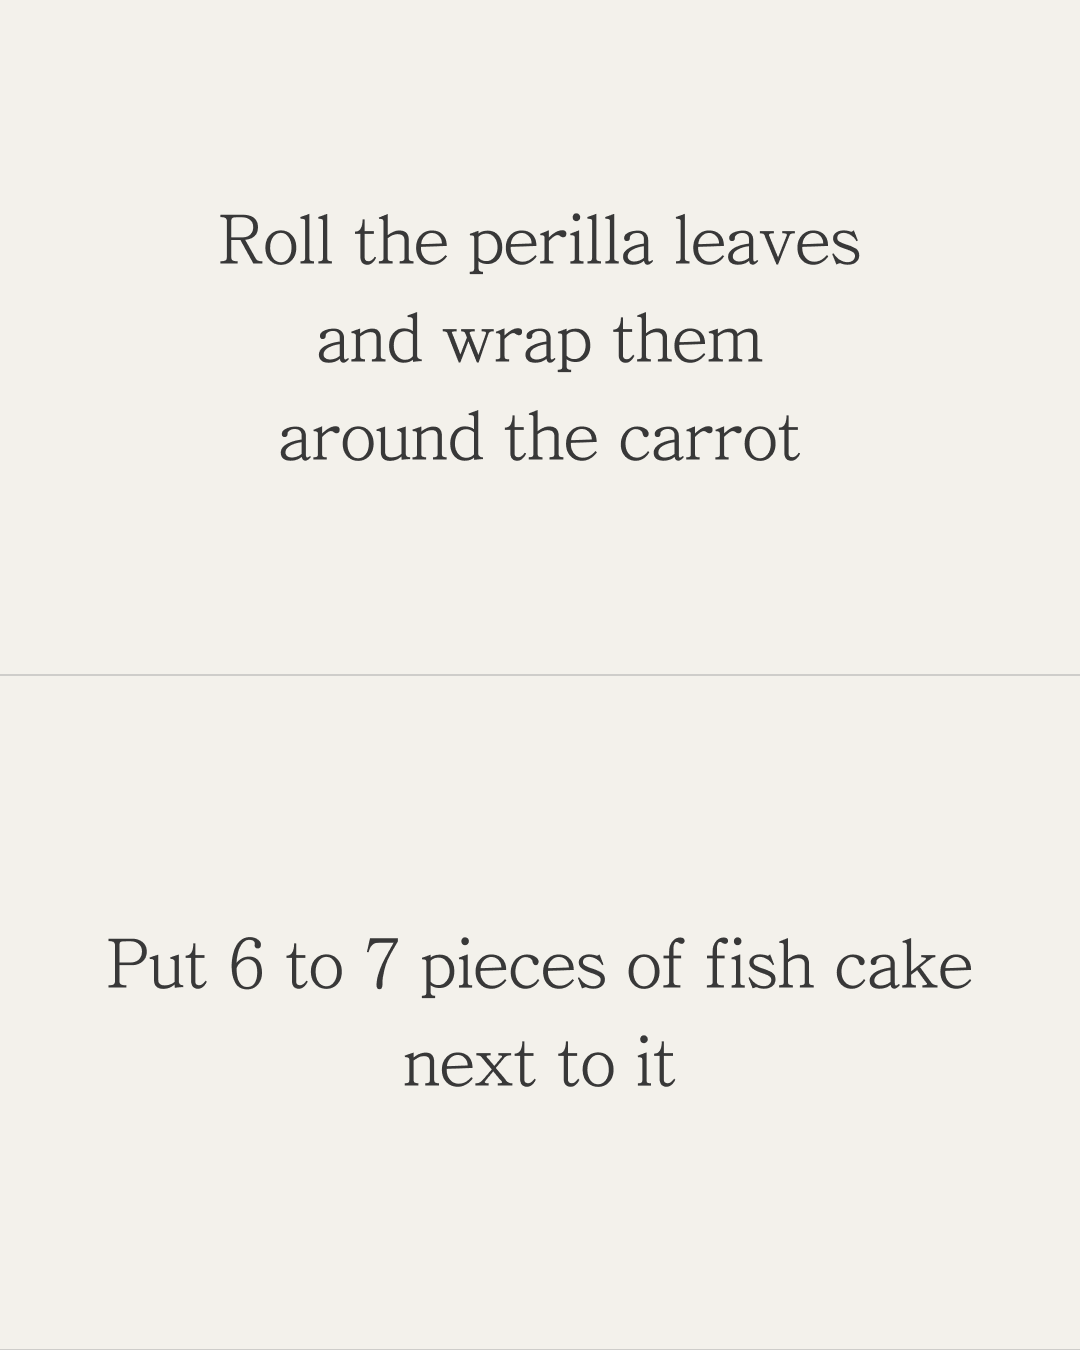 Roll the perilla leaves
and wrap them
around the carrot
Put 6 to 7 pieces of fish cake
next to it